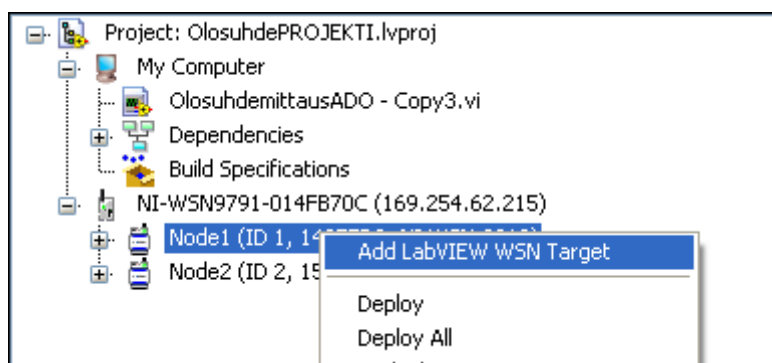 Project: OlosuhdePROJEKTI.lvproj
My Computer
OlosuhdemittausADO - Copy3.vi
Dependencies
Build Specifications
NI-WSN9791-014FB70C (169.254.62.215)
Node1 (ID 1,
Add LabVIEW WSN Target
Node2 (ID 2, 15
Deploy
Deploy All